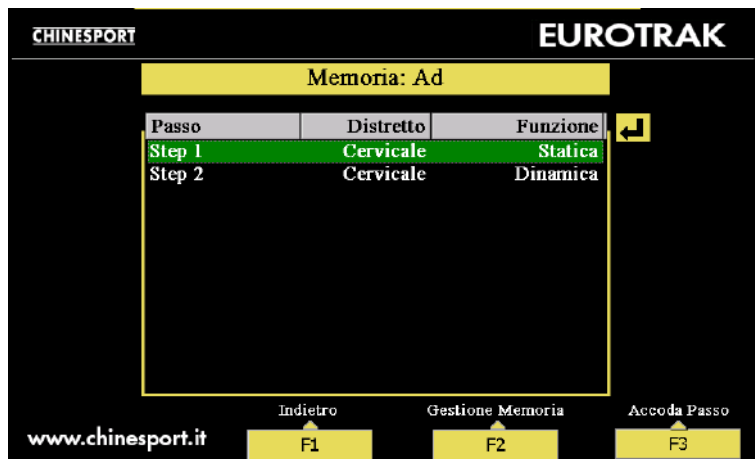 CHINESPORT EUROTRAK
Memoria: Ad
Passo Distretto Funzione
Step 1 Cervicale Statica
Step 2 Cervicale Dinamica
Indietro Gestione Memoria Accoda Passo
www.chinesport.it F1 F2 F3